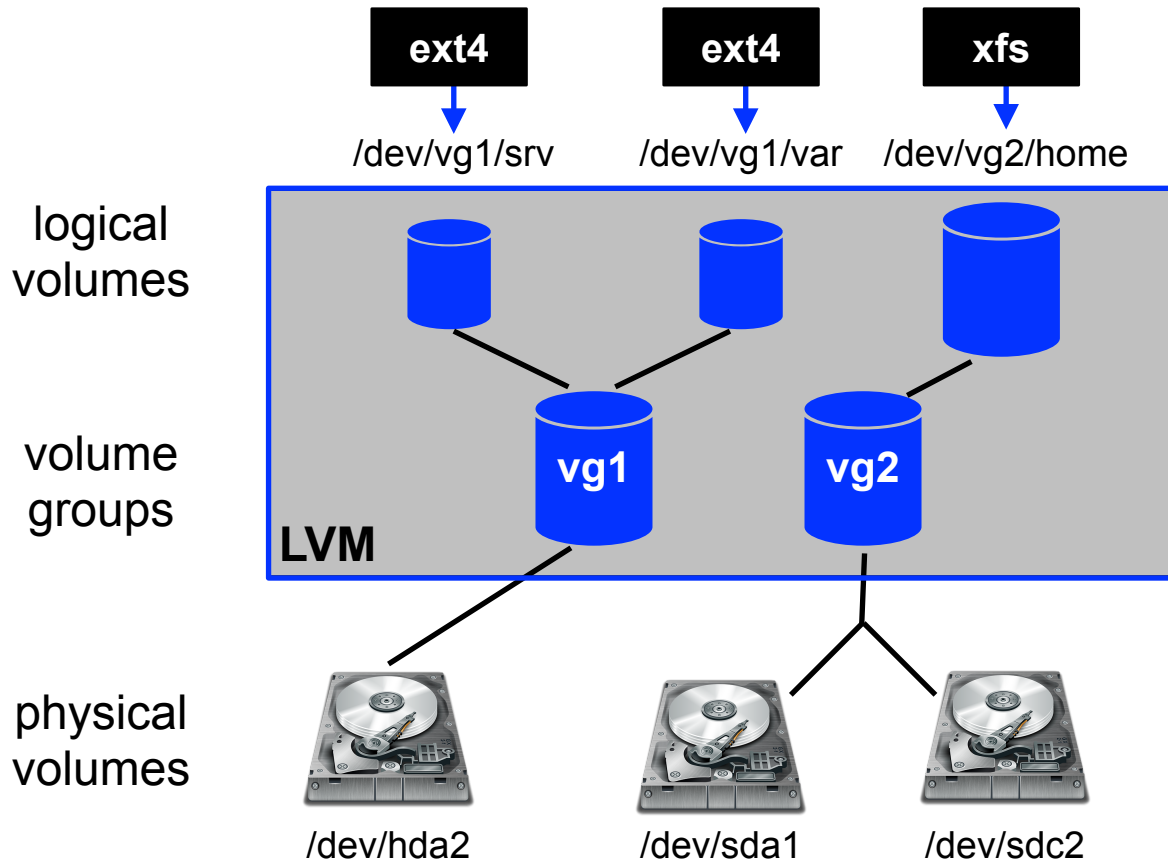 ext4 ext4 xfs
/dev/vg1/srv /dev/vg1/var /dev/vg2/home
logical
volumes
volume
groups
vg1 vg2
LVM
physical
volumes
/dev/hda2 /dev/sda1 /dev/sdc2